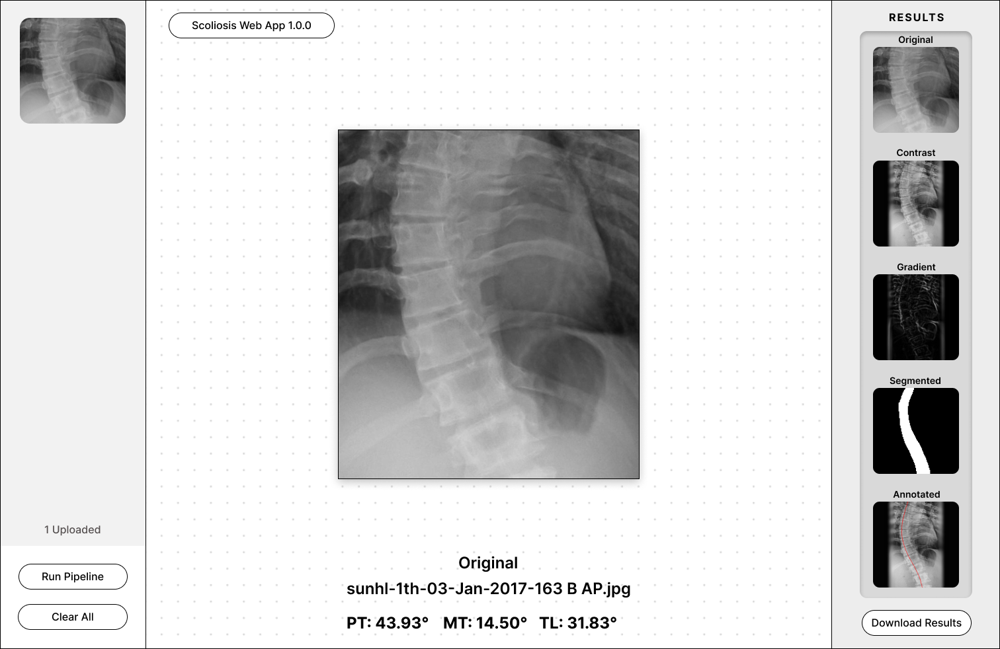 Scoliosis Web App 1.0.0
1 Uploaded
Run Pipeline
Clear All
Original
sunhl-1th-03-Jan-2017-163 B AP.jpg
PT: 43.93° MT: 14.50° TL: 31.83°
RESULTS
Original
Contrast
Gradient
Segmented
Annotated
Download Results